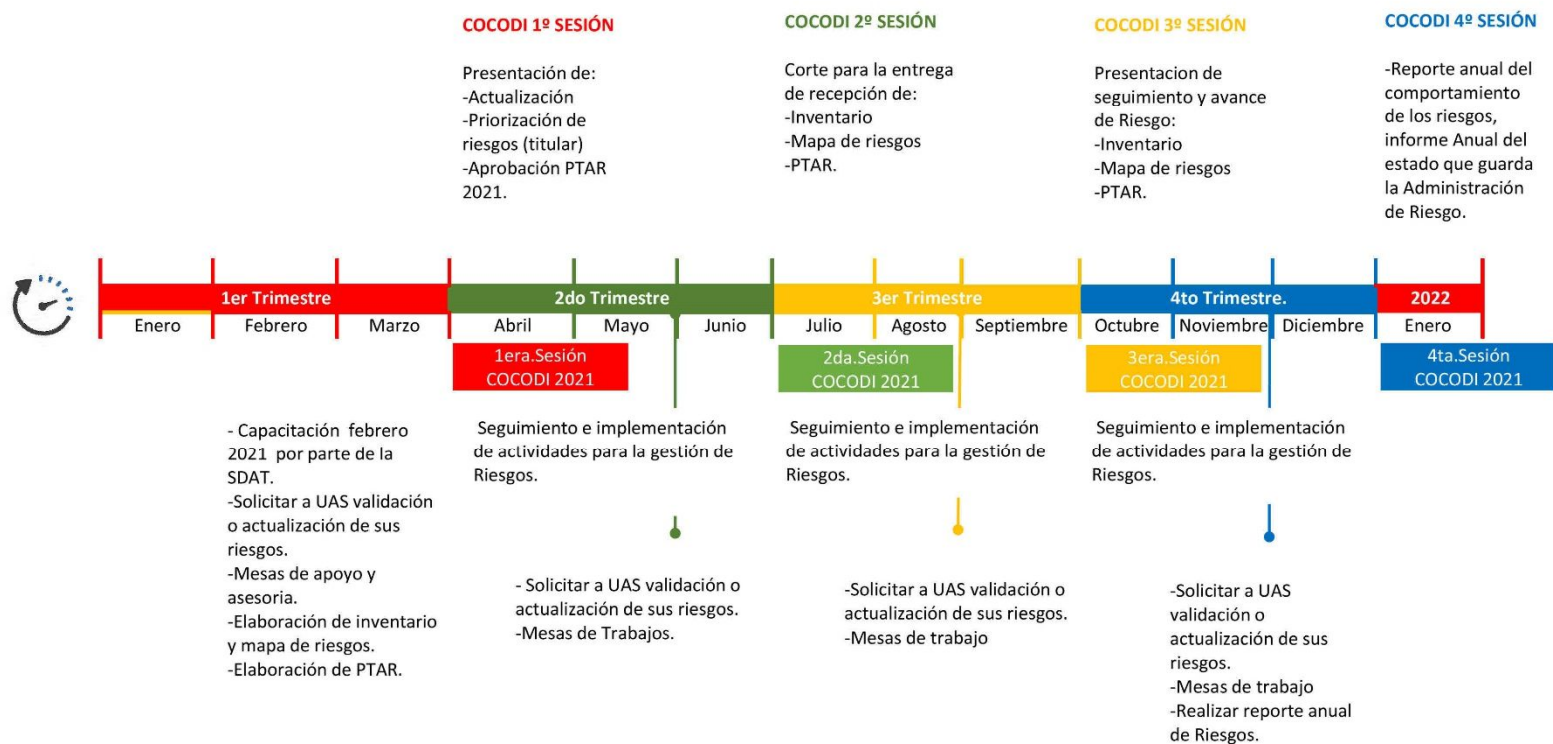 COCODI 1º SESIÓN
Presentación de:
-Actualización
-Priorización de
riesgos (titular)
-Aprobación PTAR
2021.
COCODI 2º SESIÓN
Corte para la entrega
de recepción de:
-Inventario
-Mapa de riesgos
-PTAR.
COCODI 3º SESIÓN
Presentacion de
seguimiento y avance
de Riesgo:
-Inventario
-Mapa de riesgos
-PTAR.
COCODI 4º SESIÓN
-Reporte anual del
comportamiento
de los riesgos,
informe Anual del
estado que guarda
la Administración
de Riesgo.
1er Trimestre
2do Trimestre
3er Trimestre
4to Trimestre.
2022
Enero
Febrero
Marzo
Abril
Mayo
Junio
Julio
Agosto
Septiembre
Octubre
Noviembre
Diciembre
Enero
1era.Sesión
COCODI 2021
2da.Sesión
COCODI 2021
3era.Sesión
COCODI 2021
4ta.Sesión
COCODI 2021
- Capacitación febrero
2021 por parte de la
SDAT.
-Solicitar a UAS validación
o actualización de sus
riesgos.
-Mesas de apoyo y
asesoria.
-Elaboración de inventario
y mapa de riesgos.
-Elaboración de PTAR.
Seguimiento e implementación
de actividades para la gestión de
Riesgos.
- Solicitar a UAS validación o
actualización de sus riesgos.
-Mesas de Trabajos.
Seguimiento e implementación
de actividades para la gestión de
Riesgos.
-Solicitar a UAS validación o
actualización de sus riesgos.
-Mesas de trabajo
Seguimiento e implementación
de actividades para la gestión de
Riesgos.
-Solicitar a UAS
validación o
actualización de sus
riesgos.
-Mesas de trabajo
-Realizar reporte anual
de Riesgos.